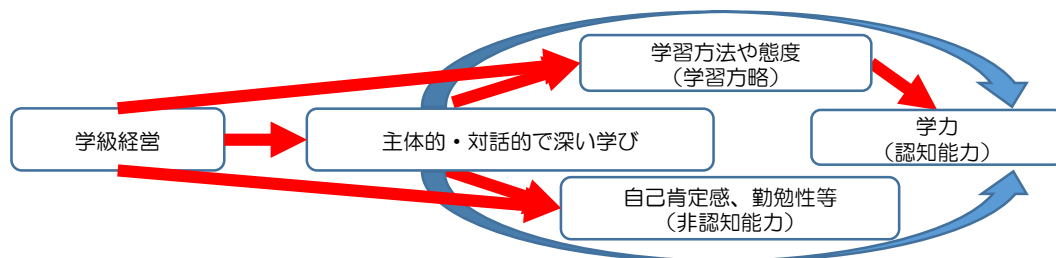 学習方法や態度
（学習方略）
学級経営
主体的・対話的で深い学び
学力
（認知能力）
自己肯定感、勤勉性等
（非認知能力）